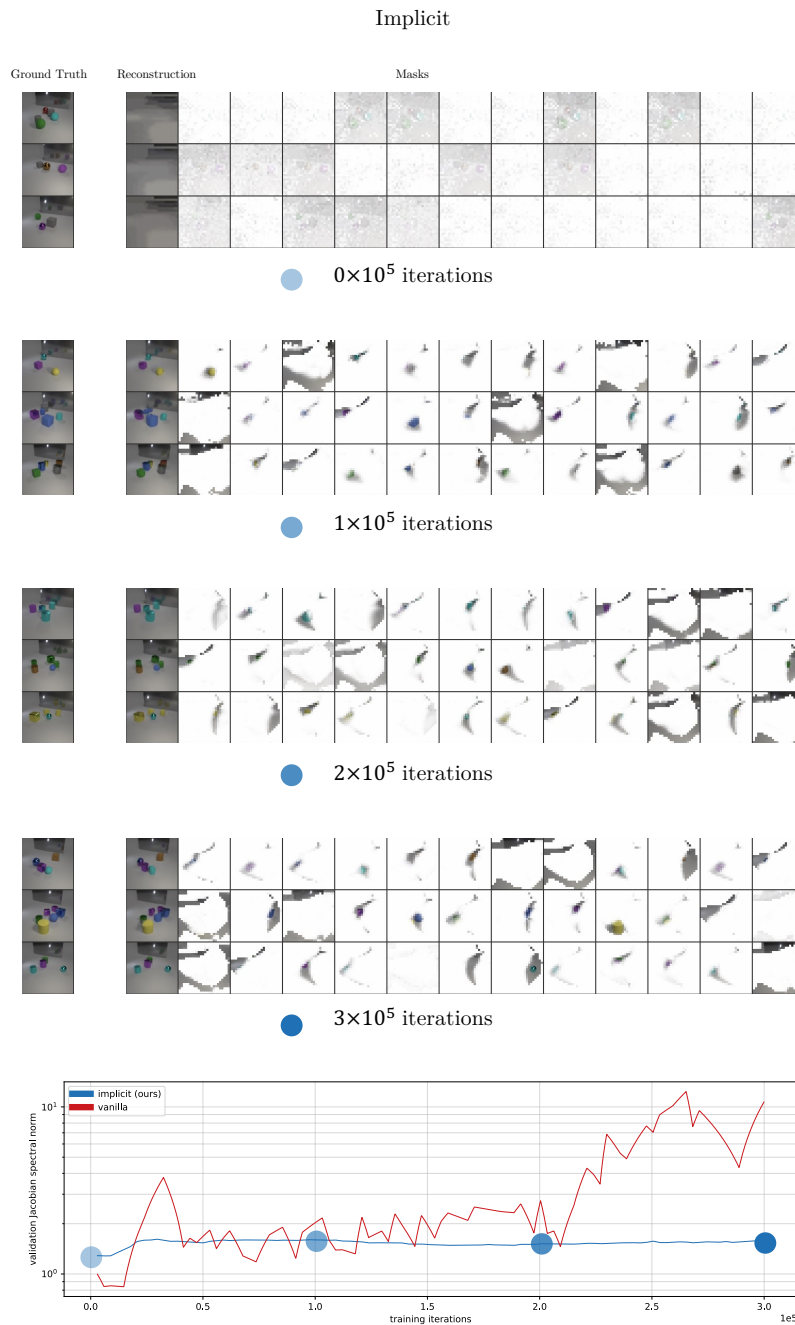 Implicit
Ground Truth Reconstruction Masks
0×10⁵ iterations
1×10⁵ iterations
2×10⁵ iterations
3×10⁵ iterations
implicit (ours)
vanilla
validation Jacobian spectral norm
10¹
10⁰
0.0 0.5 1.0 1.5 2.0 2.5 3.0
training iterations
1e5